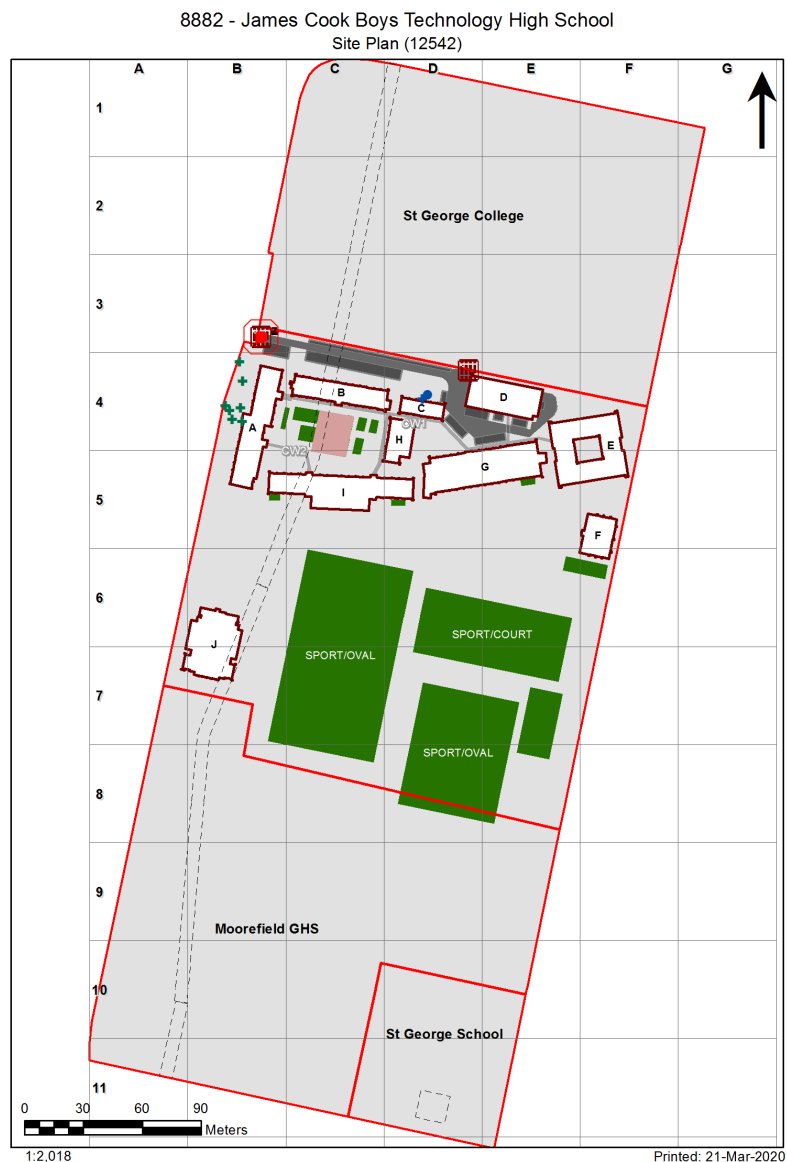 8882 - James Cook Boys Technology High School
Site Plan (12542)
A B C D E F G
1
2
St George College
3
4
B
D
C
A
CW1
H
E
CW2
G
I
5
F
6
SPORT/COURT
J
SPORT/OVAL
7
SPORT/OVAL
8
9
Moorefield GHS
10
St George School
11
0 30 60 90
Meters
1:2,018
Printed: 21-Mar-2020